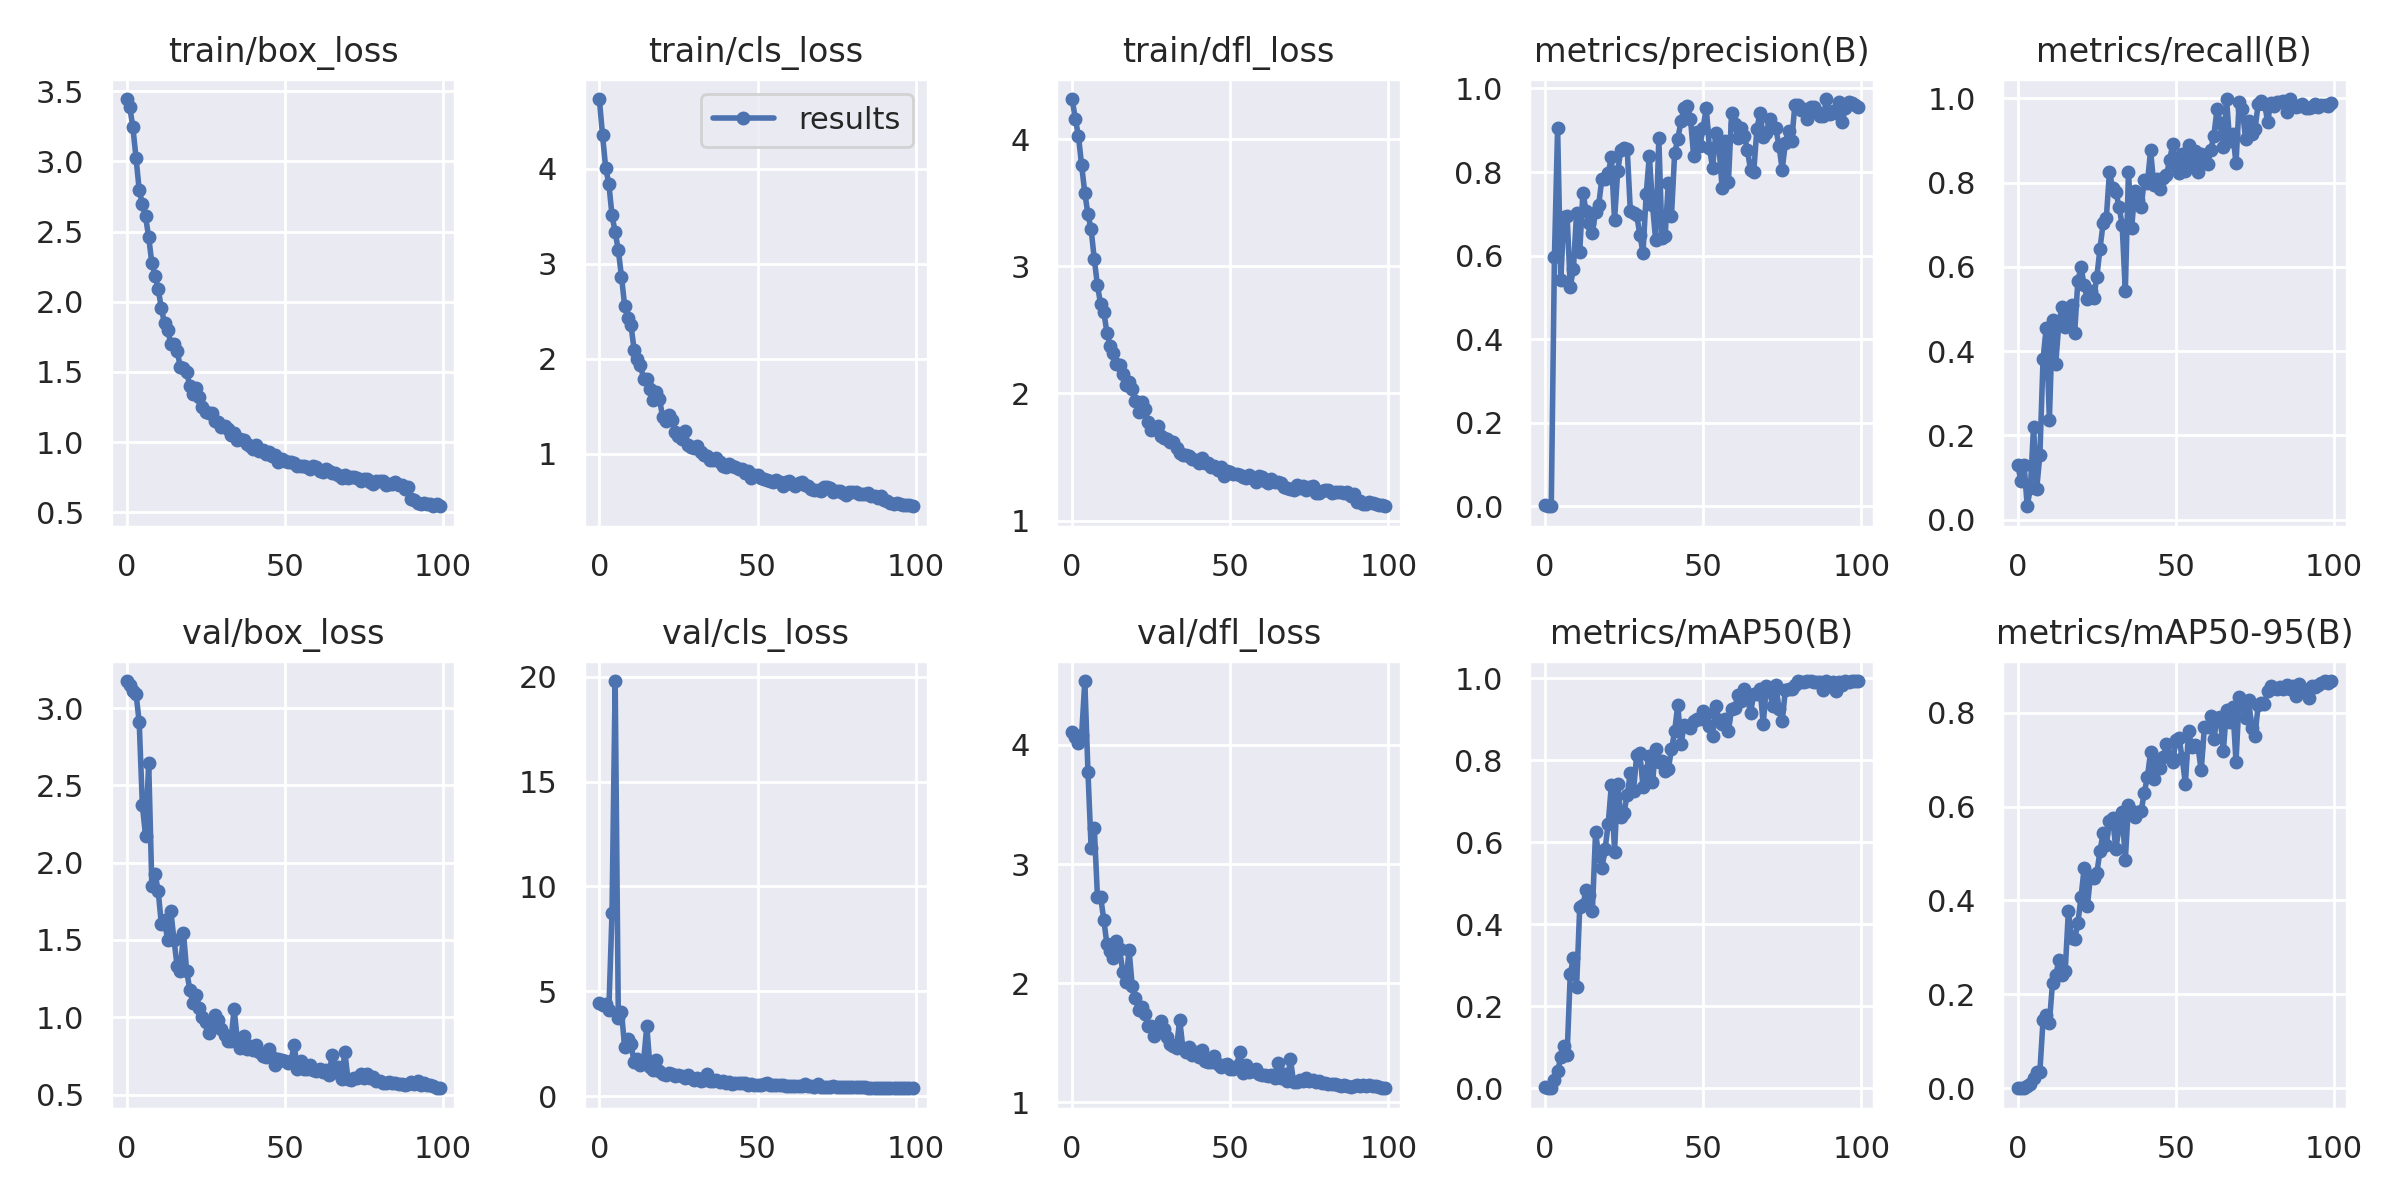 train/box_loss
3.5
3.0
2.5
2.0
1.5
1.0
0.5
0 50 100
train/cls_loss
results
4
3
2
1
0 50 100
train/dfl_loss
4
3
2
1
0 50 100
metrics/precision(B)
1.0
0.8
0.6
0.4
0.2
0.0
0 50 100
metrics/recall(B)
1.0
0.8
0.6
0.4
0.2
0.0
0 50 100
val/box_loss
3.0
2.5
2.0
1.5
1.0
0.5
0 50 100
val/cls_loss
20
15
10
5
0
0 50 100
val/dfl_loss
4
3
2
1
0 50 100
metrics/mAP50(B)
1.0
0.8
0.6
0.4
0.2
0.0
0 50 100
metrics/mAP50-95(B)
0.8
0.6
0.4
0.2
0.0
0 50 100